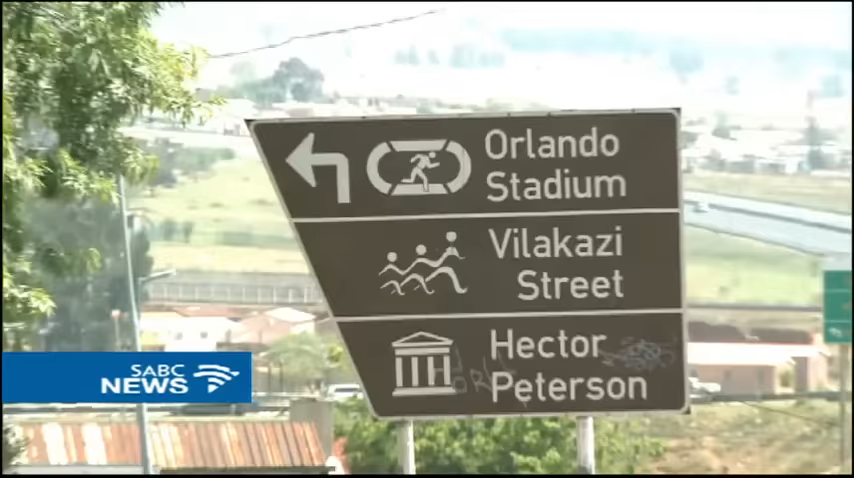 Orlando
Stadium
Vilakazi
Street
Hector
Peterson
SABC
NEWS